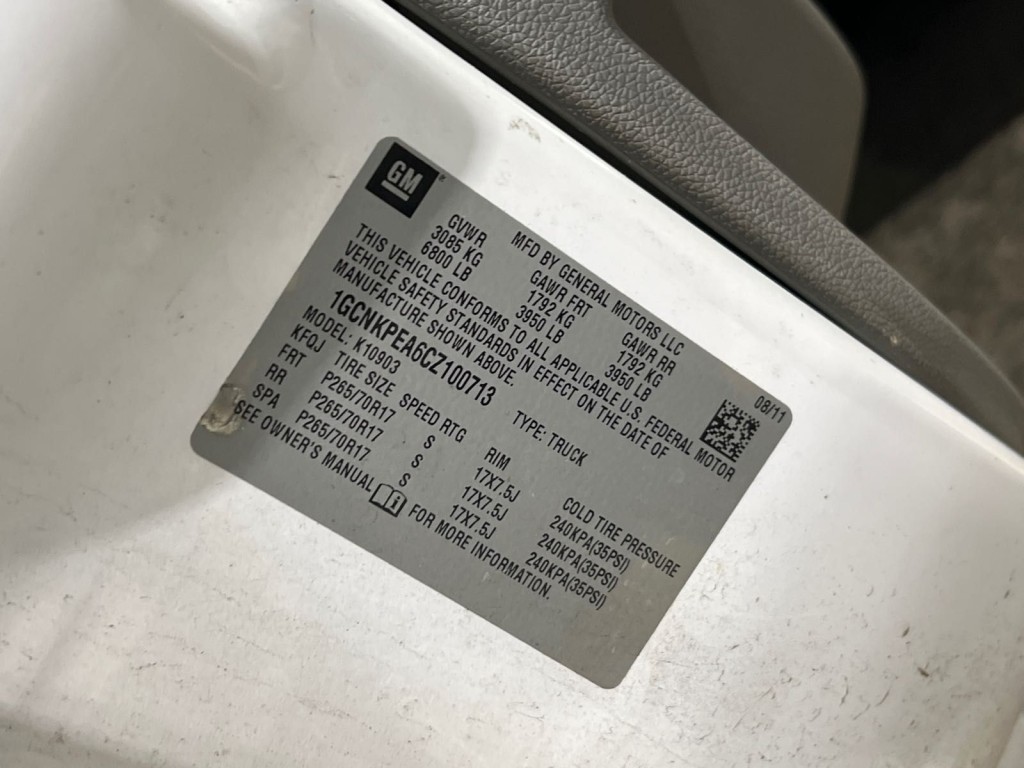 GM
MFD BY GENERAL MOTORS LLC 08/11
GVWR GAWR FRT GAWR RR
3085 KG 1792 KG 1792 KG
6800 LB 3950 LB 3950 LB
THIS VEHICLE CONFORMS TO ALL APPLICABLE U.S. FEDERAL MOTOR
VEHICLE SAFETY STANDARDS IN EFFECT ON THE DATE OF
MANUFACTURE SHOWN ABOVE.
1GCNKPEA6CZ100713 TYPE: TRUCK
MODEL: K10903
KFQJ TIRE SIZE SPEED RTG RIM COLD TIRE PRESSURE
FRT P265/70R17 S 17X7.5J 240KPA(35PSI)
RR P265/70R17 S 17X7.5J 240KPA(35PSI)
SPA P265/70R17 S 17X7.5J 240KPA(35PSI)
SEE OWNER'S MANUAL FOR MORE INFORMATION.